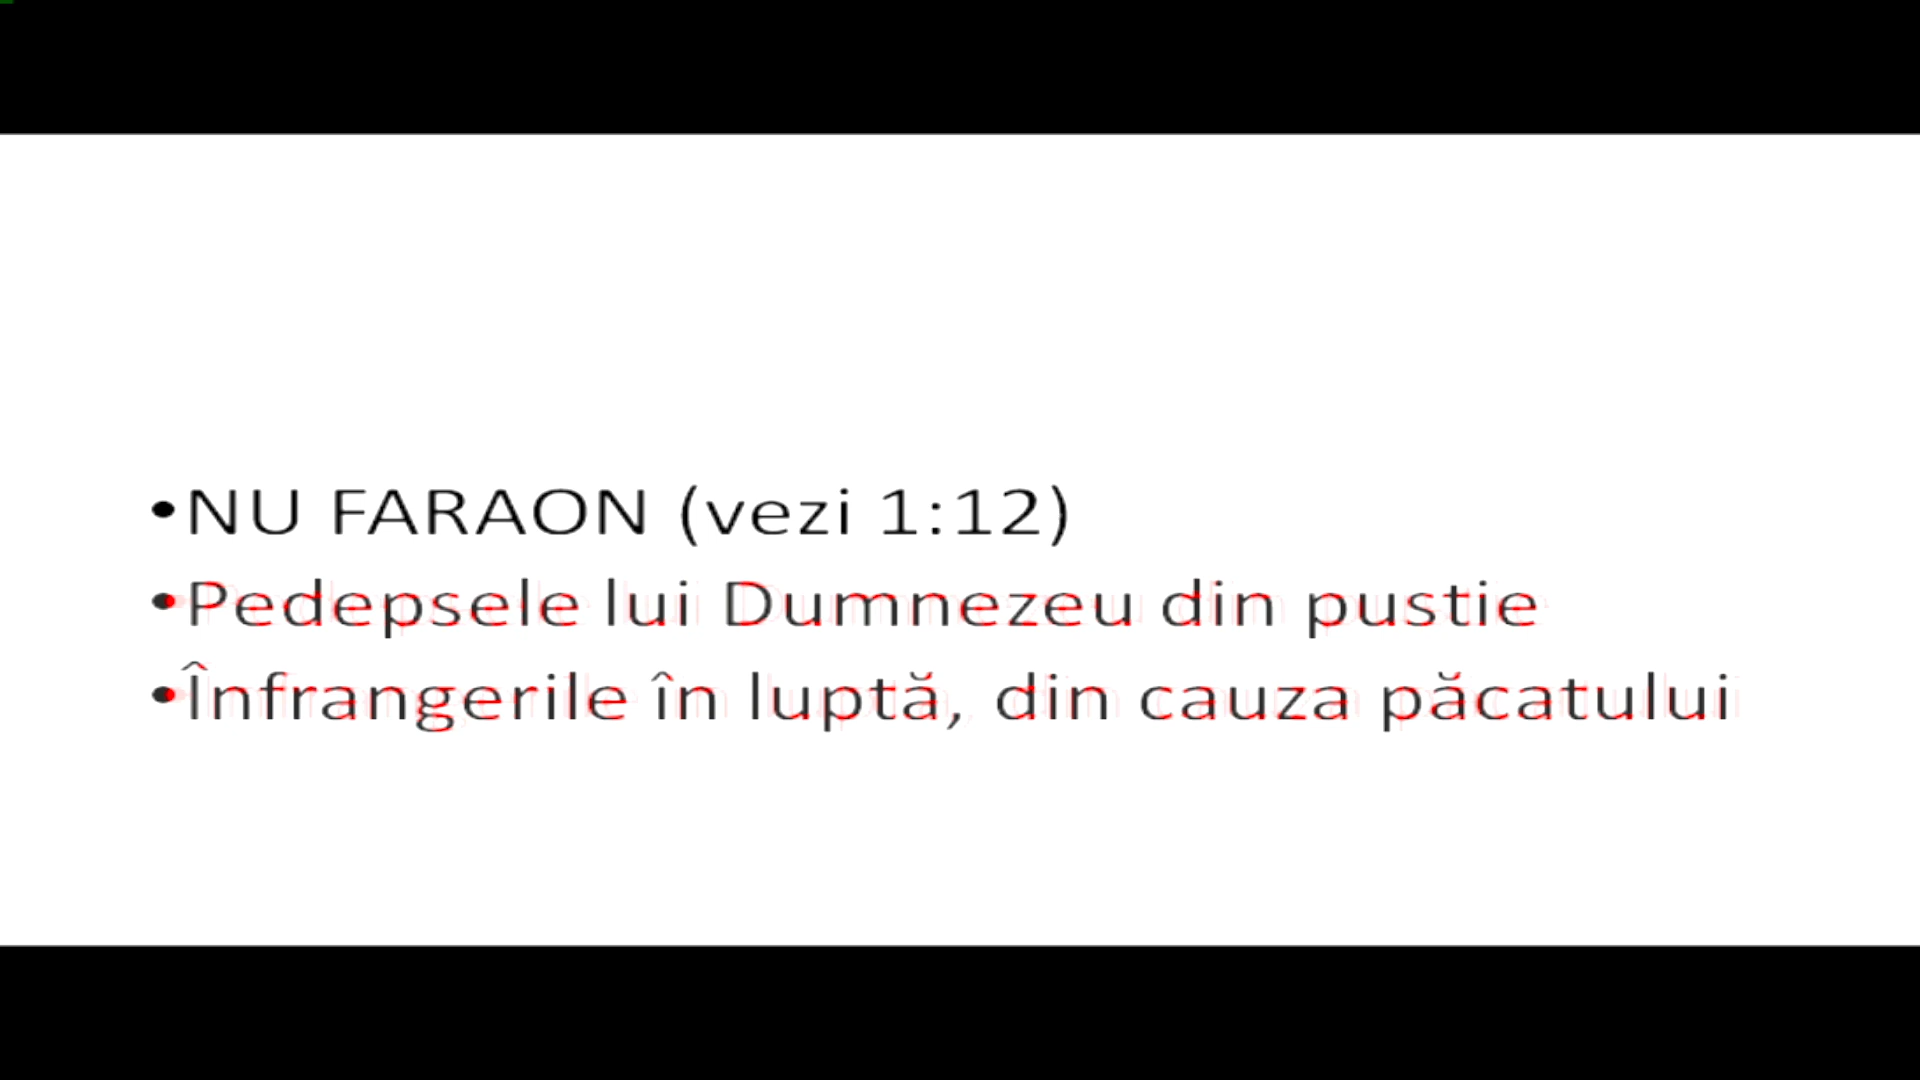 •NU FARAON (vezi 1:12)
•Pedepsele lui Dumnezeu din pustie
•Înfrangerile în luptă, din cauza păcatului